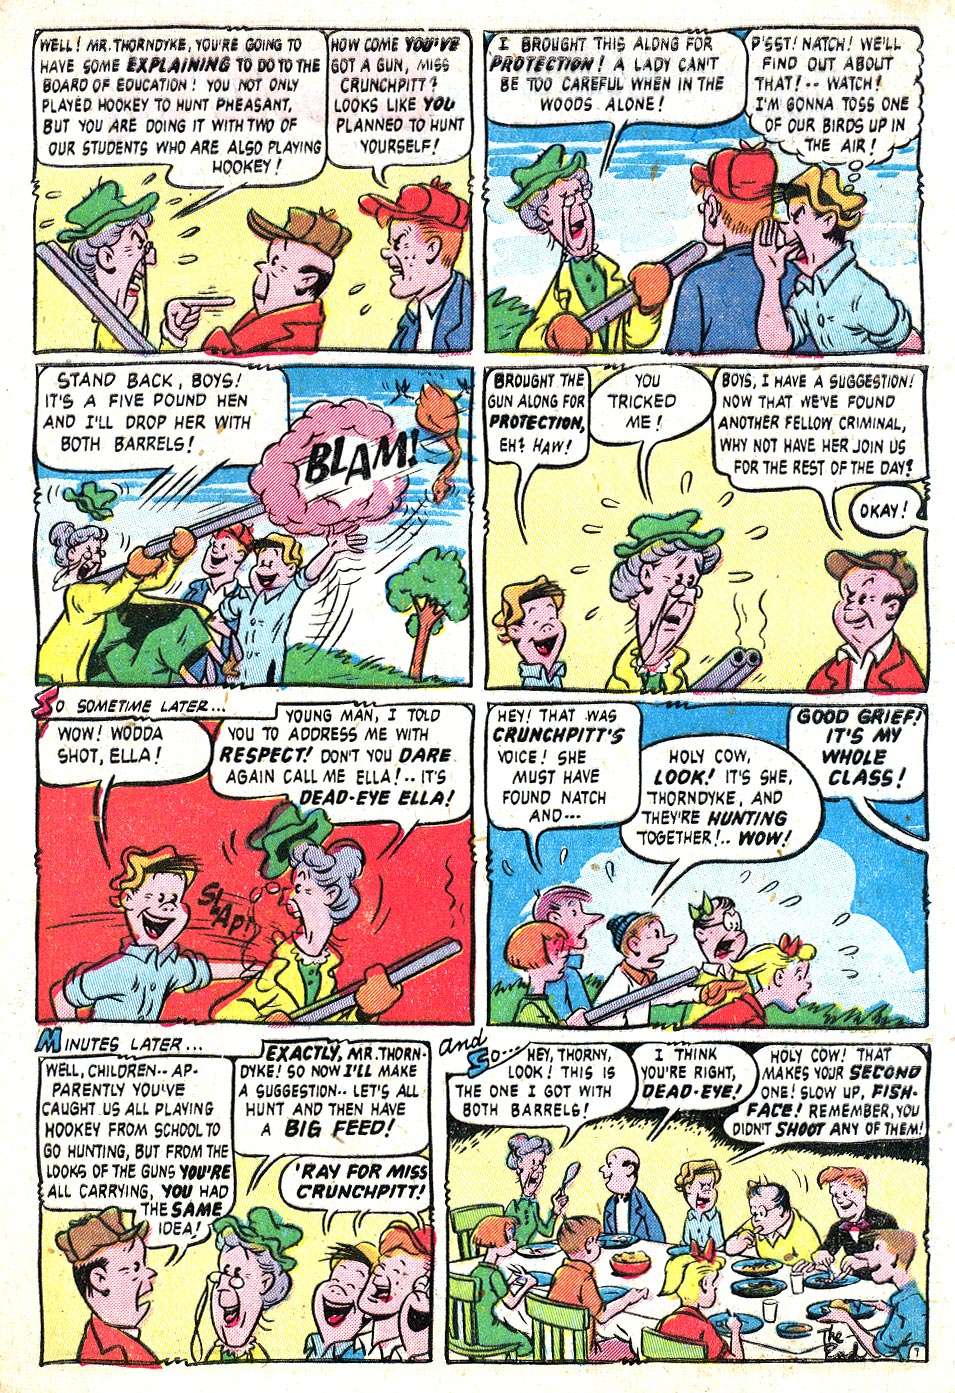 WELL! MR. THORNDYKE, YOU'RE GOING TO
HAVE SOME EXPLAINING TO DO TO THE
BOARD OF EDUCATION! YOU NOT ONLY
PLAYED HOOKEY TO HUNT PHEASANT,
BUT YOU ARE DOING IT WITH TWO OF
OUR STUDENTS WHO ARE ALSO PLAYING
HOOKEY!
HOW COME YOU'VE
GOT A GUN, MISS
CRUNCHPITT?
LOOKS LIKE YOU
PLANNED TO HUNT
YOURSELF!
I BROUGHT THIS ALONG FOR
PROTECTION! A LADY CAN'T
BE TOO CAREFUL WHEN IN THE
WOODS ALONE!
P'SST! NATCH! WE'LL
FIND OUT ABOUT
THAT!-- WATCH!
I'M GONNA TOSS ONE
OF OUR BIRDS UP IN
THE AIR!
STAND BACK, BOYS!
IT'S A FIVE POUND HEN
AND I'LL DROP HER WITH
BOTH BARRELS!
BLAM!
BROUGHT THE
GUN ALONG FOR
PROTECTION,
EH? HAW!
YOU
TRICKED
ME!
BOYS, I HAVE A SUGGESTION!
NOW THAT WE'VE FOUND
ANOTHER FELLOW CRIMINAL,
WHY NOT HAVE HER JOIN US
FOR THE REST OF THE DAY?
OKAY!
SO SOMETIME LATER...
WOW! WODDA
SHOT, ELLA!
YOUNG MAN, I TOLD
YOU TO ADDRESS ME WITH
RESPECT! DON'T YOU DARE
AGAIN CALL ME ELLA!.. IT'S
DEAD-EYE ELLA!
SLAP!
HEY! THAT WAS
CRUNCHPITT'S
VOICE! SHE
MUST HAVE
FOUND NATCH
AND---
HOLY COW,
LOOK! IT'S SHE,
THORNDYKE, AND
THEY'RE HUNTING
TOGETHER!.. WOW!
GOOD GRIEF!
IT'S MY
WHOLE
CLASS!
MINUTES LATER...
WELL, CHILDREN-- AP-
PARENTLY YOU'VE
CAUGHT US ALL PLAYING
HOOKEY FROM SCHOOL TO
GO HUNTING, BUT FROM THE
LOOKS OF THE GUNS YOU'RE
ALL CARRYING, YOU HAD
THE SAME
IDEA!
EXACTLY, MR. THORN-
DYKE! SO NOW I'LL MAKE
A SUGGESTION-- LET'S ALL
HUNT AND THEN HAVE
A BIG FEED!
'RAY FOR MISS
CRUNCHPITT!
and
SO...
HEY, THORNY,
LOOK! THIS IS
THE ONE I GOT WITH
BOTH BARRELS!
I THINK
YOU'RE RIGHT,
DEAD-EYE!
HOLY COW! THAT
MAKES YOUR SECOND
ONE! SLOW UP, FISH-
FACE! REMEMBER, YOU
DIDN'T SHOOT ANY OF THEM!
The
End
7